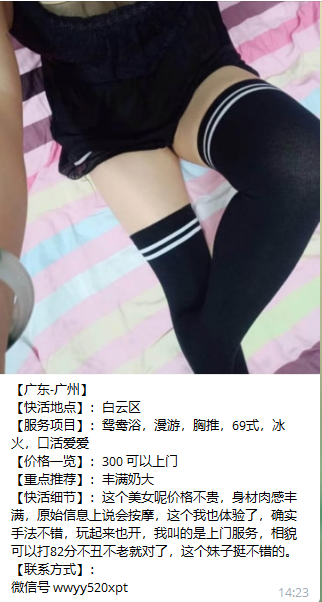 【广东-广州】
【快活地点】：白云区
【服务项目】：鸳鸯浴，漫游，胸推，69式，冰
火，口活爱爱
【价格一览】：300 可以上门
【重点推荐】：丰满奶大
【快活细节】：这个美女呢价格不贵，身材肉感丰
满，原始信息上说会按摩，这个我也体验了，确实
手法不错，玩起来也开，我叫的是上门服务，相貌
可以打82分不丑不老就对了，这个妹子挺不错的。
【联系方式】：
微信号 wwyy520xpt
14:23